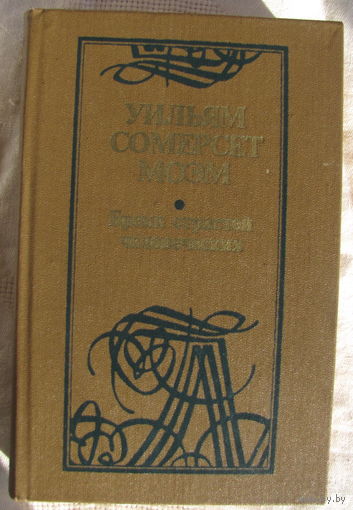 УИЛЬЯМ
СОМЕРСЕТ
МОЭМ
Бремя страстей
человеческих